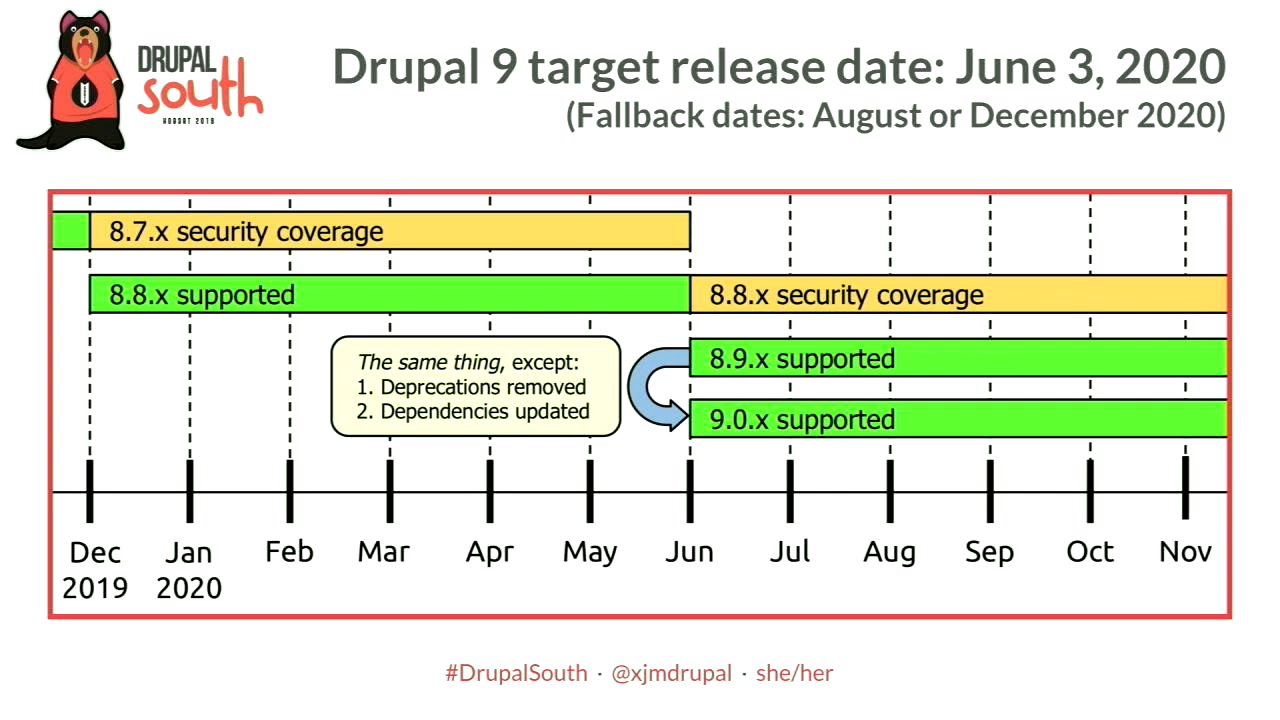 DRUPAL
south
HOBART 2019
Drupal 9 target release date: June 3, 2020
(Fallback dates: August or December 2020)
8.7.x security coverage
8.8.x supported
8.8.x security coverage
The same thing, except:
1. Deprecations removed
2. Dependencies updated
8.9.x supported
9.0.x supported
Dec Jan Feb Mar Apr May Jun Jul Aug Sep Oct Nov
2019 2020
#DrupalSouth · @xjmdrupal · she/her